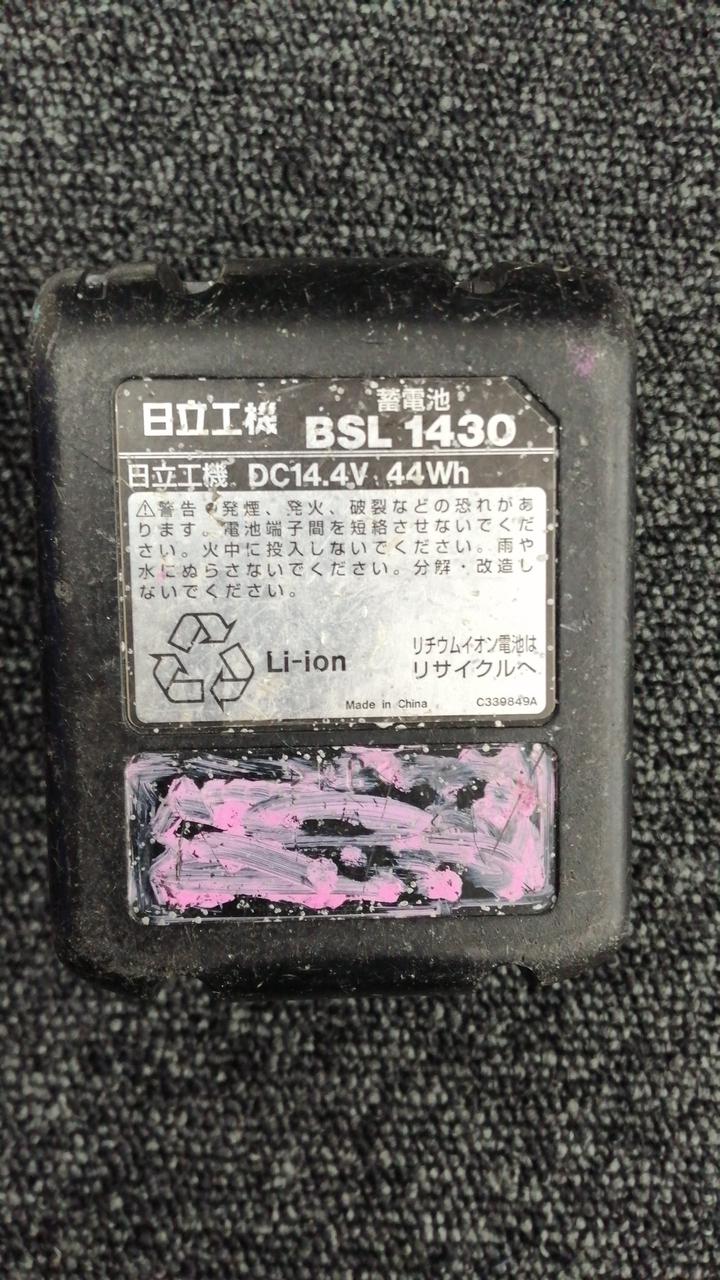 蓄電池
日立工機 BSL 1430
日立工機 DC14.4V 44Wh
⚠警告 発煙、発火、破裂などの恐れがあ
ります。電池端子間を短絡させないでくだ
さい。火中に投入しないでください。雨や
水にぬらさないでください。分解・改造し
ないでください。
Li-ion
リチウムイオン電池は
リサイクルへ
Made in China
C339849A